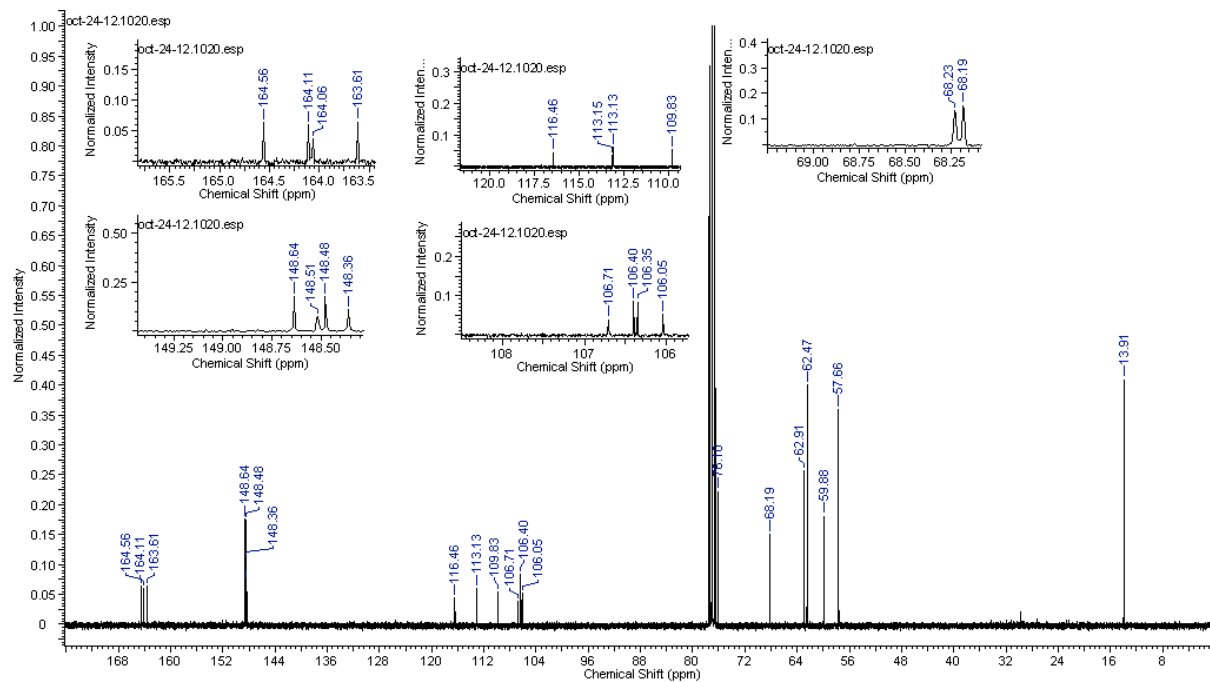 oct-24-12.1020.esp
1.00
0.95
0.90
0.85
0.80
0.75
0.70
0.65
0.60
0.55
0.50
0.45
0.40
0.35
0.30
0.25
0.20
0.15
0.10
0.05
0
Normalized Intensity
oct-24-12.1020.esp
Normalized Intensity
0.15
0.10
0.05
164.56
164.11
164.06
163.61
165.5 165.0 164.5 164.0 163.5
Chemical Shift (ppm)
oct-24-12.1020.esp
Normalized Inten...
0.3
0.2
0.1
116.46
113.15
113.13
109.83
120.0 117.5 115.0 112.5 110.0
Chemical Shift (ppm)
oct-24-12.1020.esp
Normalized Inten...
0.4
0.3
0.2
0.1
68.23
68.19
69.00 68.75 68.50 68.25
Chemical Shift (ppm)
oct-24-12.1020.esp
Normalized Intensity
0.50
0.25
148.64
148.51
148.48
148.36
149.25 149.00 148.75 148.50
Chemical Shift (ppm)
oct-24-12.1020.esp
Normalized Intensity
0.2
0.1
106.71
106.40
106.35
106.05
108 107 106
Chemical Shift (ppm)
164.56
164.11
163.61
148.64
148.48
148.36
116.46
113.13
109.83
106.71
106.40
106.05
68.19
62.91
62.47
59.88
57.66
13.91
168 160 152 144 136 128 120 112 104 96 88 80 72 64 56 48 40 32 24 16 8
Chemical Shift (ppm)